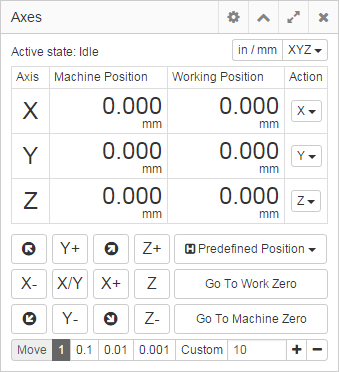 Axes
Active state: Idle in / mm XYZ
Axis Machine Position Working Position Action
X 0.000 mm 0.000 mm X
Y 0.000 mm 0.000 mm Y
Z 0.000 mm 0.000 mm Z
Y+ Z+ Predefined Position
X- X/Y X+ Z Go To Work Zero
Y- Z- Go To Machine Zero
Move 1 0.1 0.01 0.001 Custom 10 + −